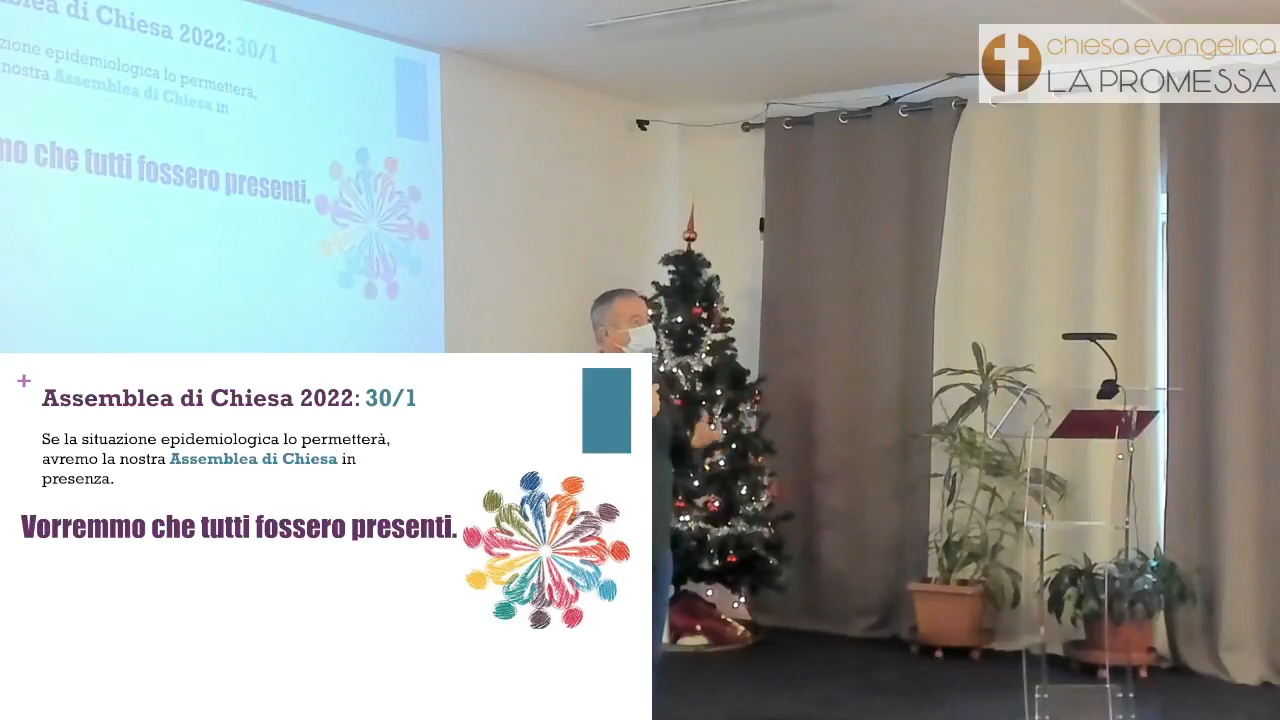 blea di Chiesa 2022: 30/1
zione epidemiologica lo permetterà,
nostra Assemblea di Chiesa in
mo che tutti fossero presenti.
chiesa evangelica
LA PROMESSA
+
Assemblea di Chiesa 2022: 30/1
Se la situazione epidemiologica lo permetterà,
avremo la nostra Assemblea di Chiesa in
presenza.
Vorremmo che tutti fossero presenti.